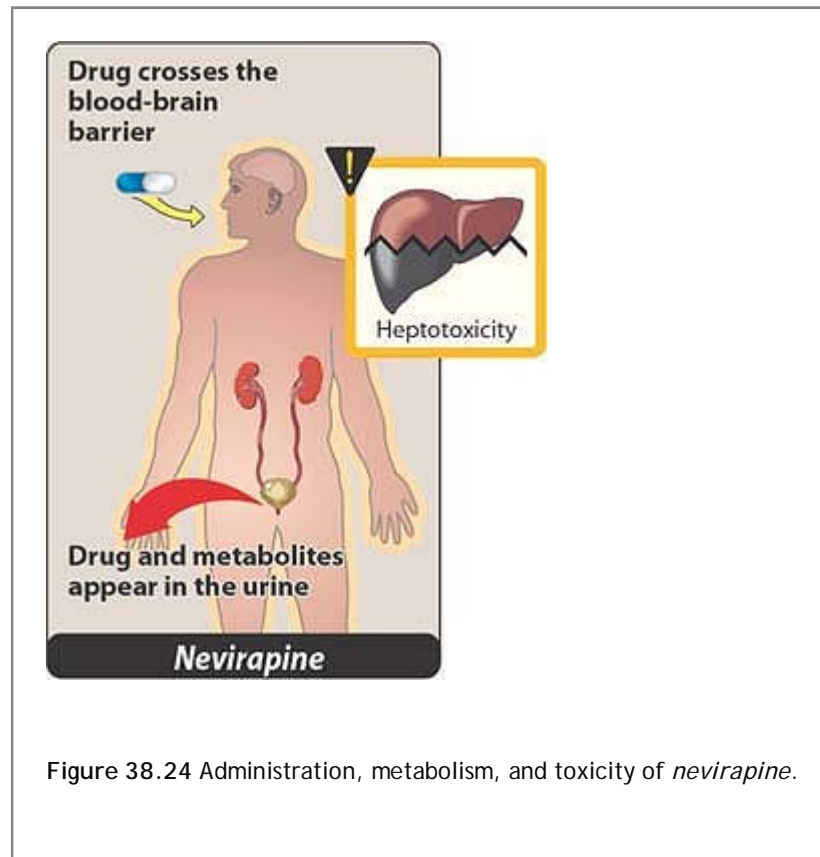 Drug crosses the
blood-brain
barrier
!
Heptotoxicity
Drug and metabolites
appear in the urine
Nevirapine
Figure 38.24 Administration, metabolism, and toxicity of nevirapine.